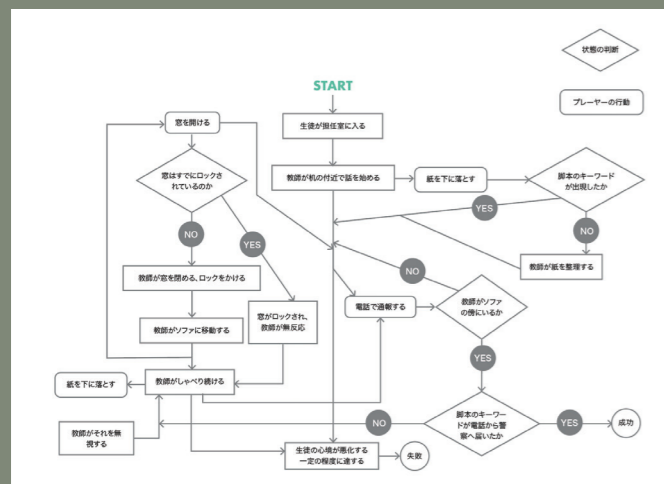 状態の判断
プレーヤーの行動
START
生徒が担任室に入る
窓を開ける
窓はすでにロックさ
れているのか
教師が机の付近で話を始める
紙を下に落とす
脚本のキーワード
が出現したか
YES
NO
NO
YES
教師が紙を整理する
NO
教師が窓を閉める、ロックをかける
教師がソファ
の傍にいるか
電話で通報する
窓がロックされ、
教師が無反応
教師がソファに移動する
YES
紙を下に落とす
教師がしゃべり続ける
脚本のキーワー
ドが電話から警
察へ届いたか
NO
YES
成功
教師がそれを無
視する
生徒の心境が悪化する
一定の程度に達する
失敗